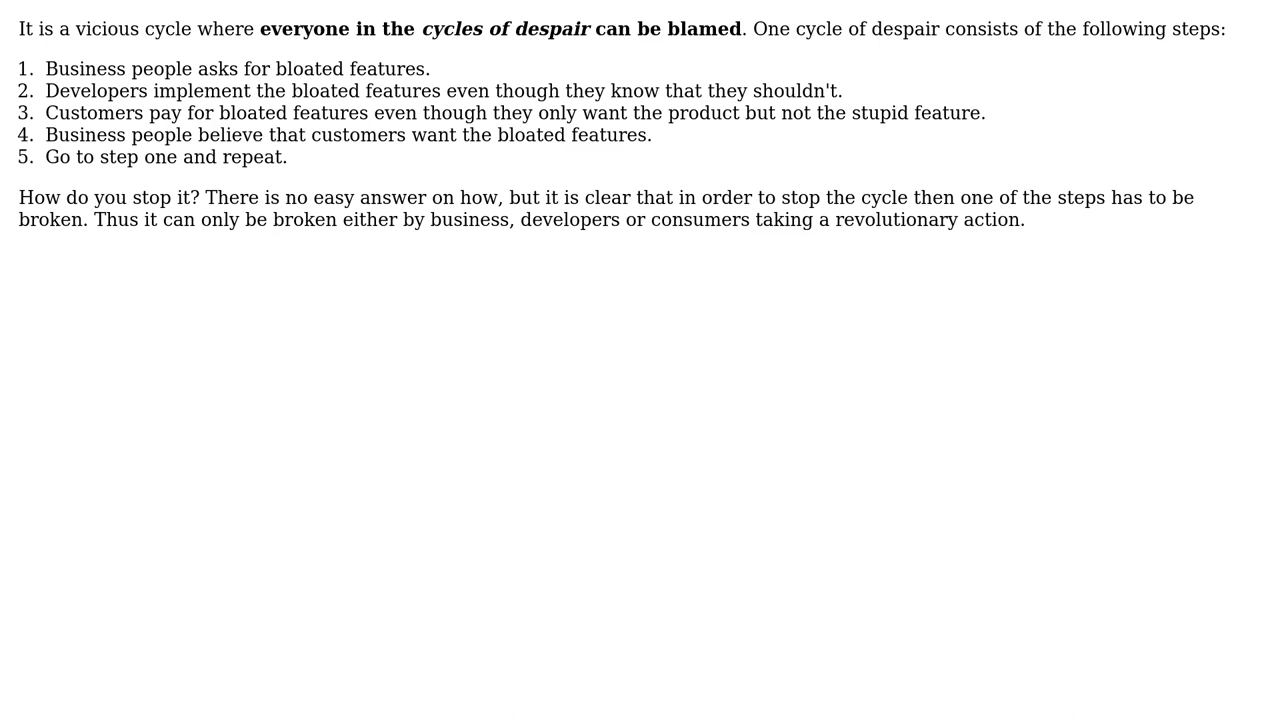 It is a vicious cycle where everyone in the cycles of despair can be blamed. One cycle of despair consists of the following steps:
1. Business people asks for bloated features.
2. Developers implement the bloated features even though they know that they shouldn't.
3. Customers pay for bloated features even though they only want the product but not the stupid feature.
4. Business people believe that customers want the bloated features.
5. Go to step one and repeat.
How do you stop it? There is no easy answer on how, but it is clear that in order to stop the cycle then one of the steps has to be
broken. Thus it can only be broken either by business, developers or consumers taking a revolutionary action.